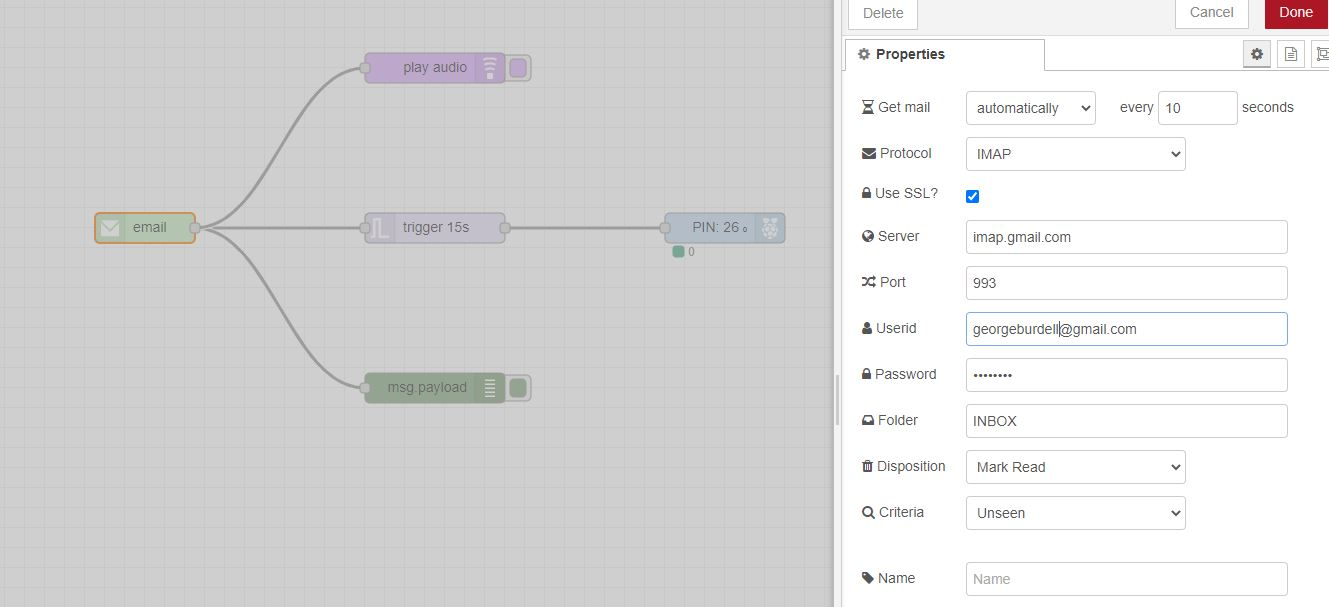 Delete
Cancel
Done
Properties
play audio
Get mail automatically every 10 seconds
Protocol IMAP
Use SSL?
email
trigger 15s
PIN: 26
0
Server imap.gmail.com
Port 993
Userid georgeburdell@gmail.com
Password ••••••••
msg.payload
Folder INBOX
Disposition Mark Read
Criteria Unseen
Name Name